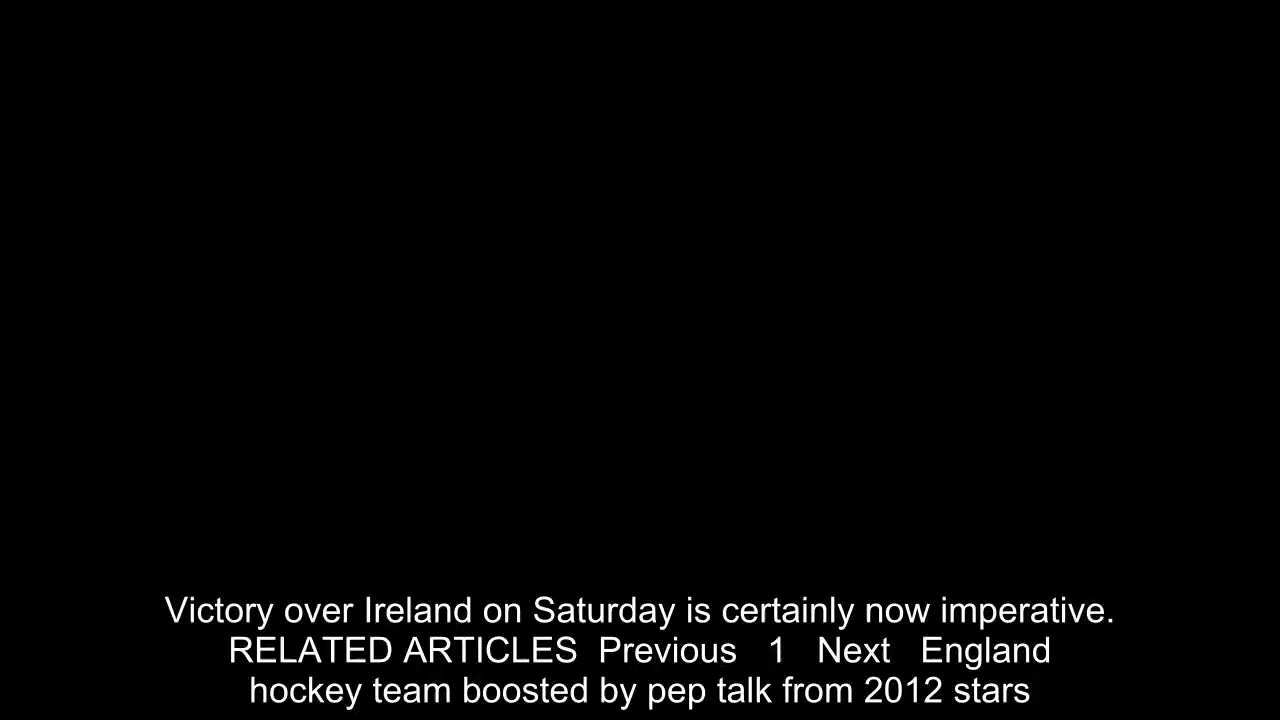 Victory over Ireland on Saturday is certainly now imperative.
RELATED ARTICLES  Previous   1   Next   England
hockey team boosted by pep talk from 2012 stars